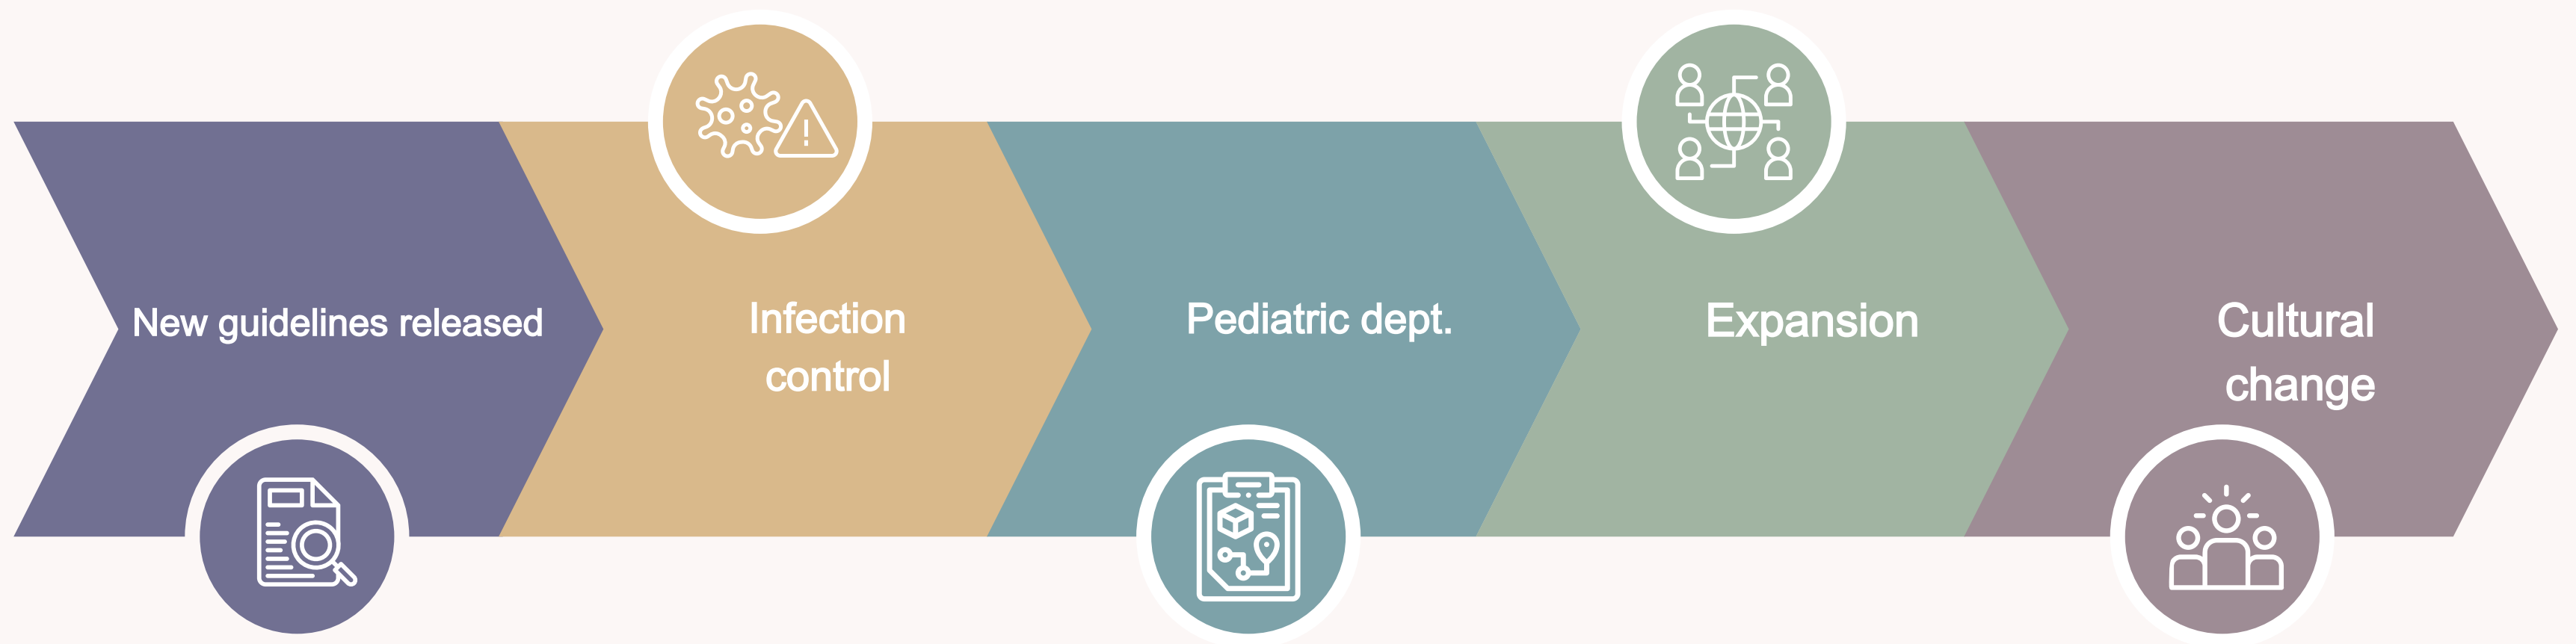 New guidelines released
Infection
control
Pediatric dept.
Expansion
Cultural
change